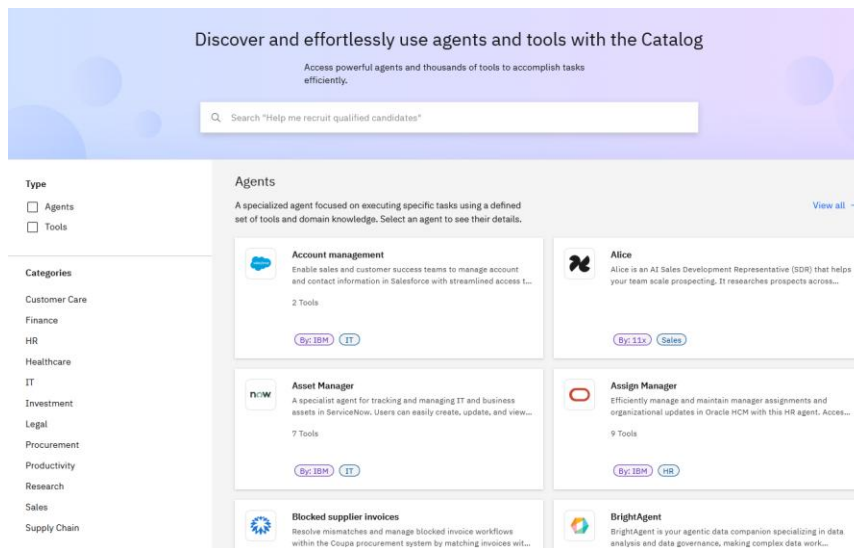 Discover and effortlessly use agents and tools with the Catalog
Access powerful agents and thousands of tools to accomplish tasks
efficiently.
Search "Help me recruit qualified candidates"
Type
Agents
Tools
Categories
Customer Care
Finance
HR
Healthcare
IT
Investment
Legal
Procurement
Productivity
Research
Sales
Supply Chain
Agents
A specialized agent focused on executing specific tasks using a defined
set of tools and domain knowledge. Select an agent to see their details.
View all
salesforce
Account management
Enable sales and customer success teams to manage account
and contact information in Salesforce with streamlined access t...
2 Tools
By: IBM
IT
Alice
Alice is an AI Sales Development Representative (SDR) that helps
your team scale prospecting. It researches prospects across...
By: 11x
Sales
now
Asset Manager
A specialist agent for tracking and managing IT and business
assets in ServiceNow. Users can easily create, update, and view...
7 Tools
By: IBM
IT
Assign Manager
Efficiently manage and maintain manager assignments and
organizational updates in Oracle HCM with this HR agent. Acces...
9 Tools
By: IBM
HR
Blocked supplier invoices
Resolve mismatches and manage blocked invoice workflows
within the Coupa procurement system by matching invoices wit...
BrightAgent
BrightAgent is your agentic data companion specializing in data
analysis and data governance, making complex data work...